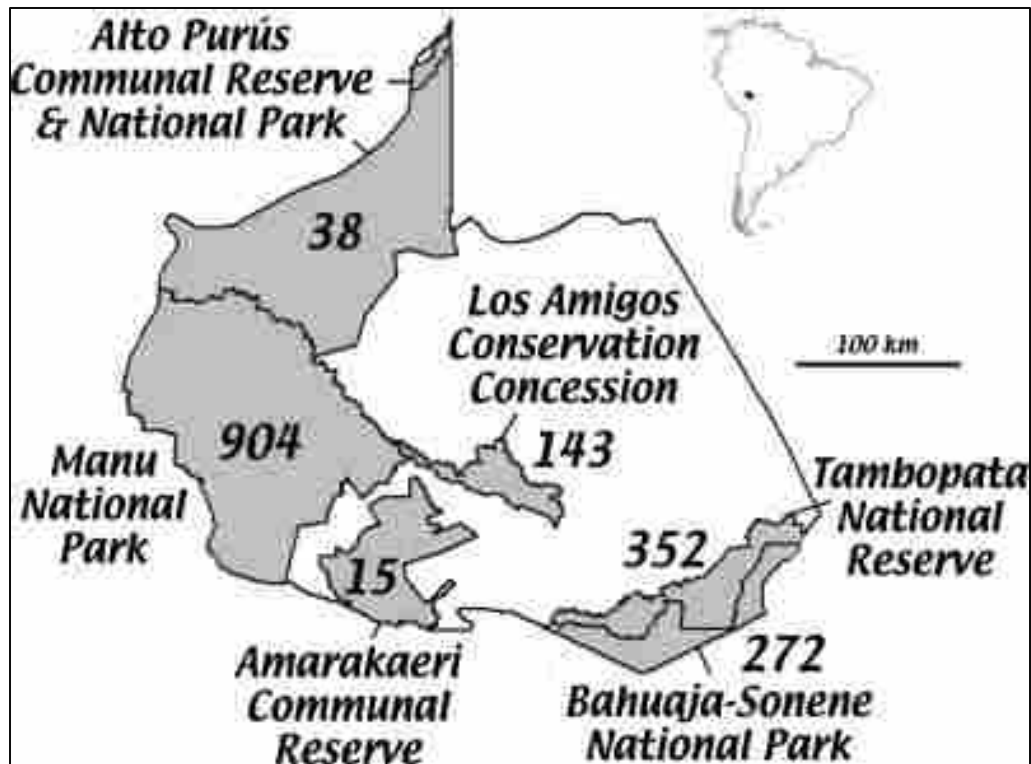 Alto Purús
Communal Reserve
& National Park
38
Los Amigos
Conservation
Concession
100 km
904
143
Manu
National
Park
Tambopata
National
Reserve
352
15
Amarakaeri
Communal
Reserve
272
Bahuaja-Sonene
National Park